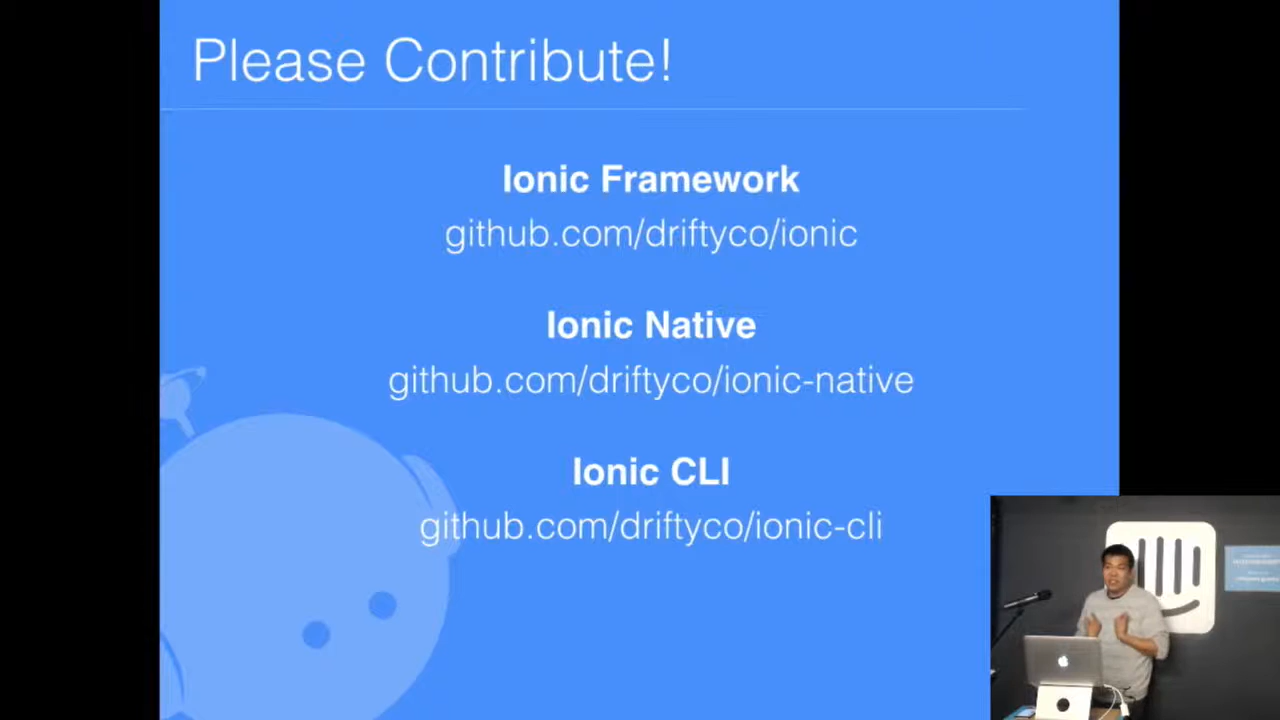 Please Contribute!
Ionic Framework
github.com/driftyco/ionic
Ionic Native
github.com/driftyco/ionic-native
Ionic CLI
github.com/driftyco/ionic-cli